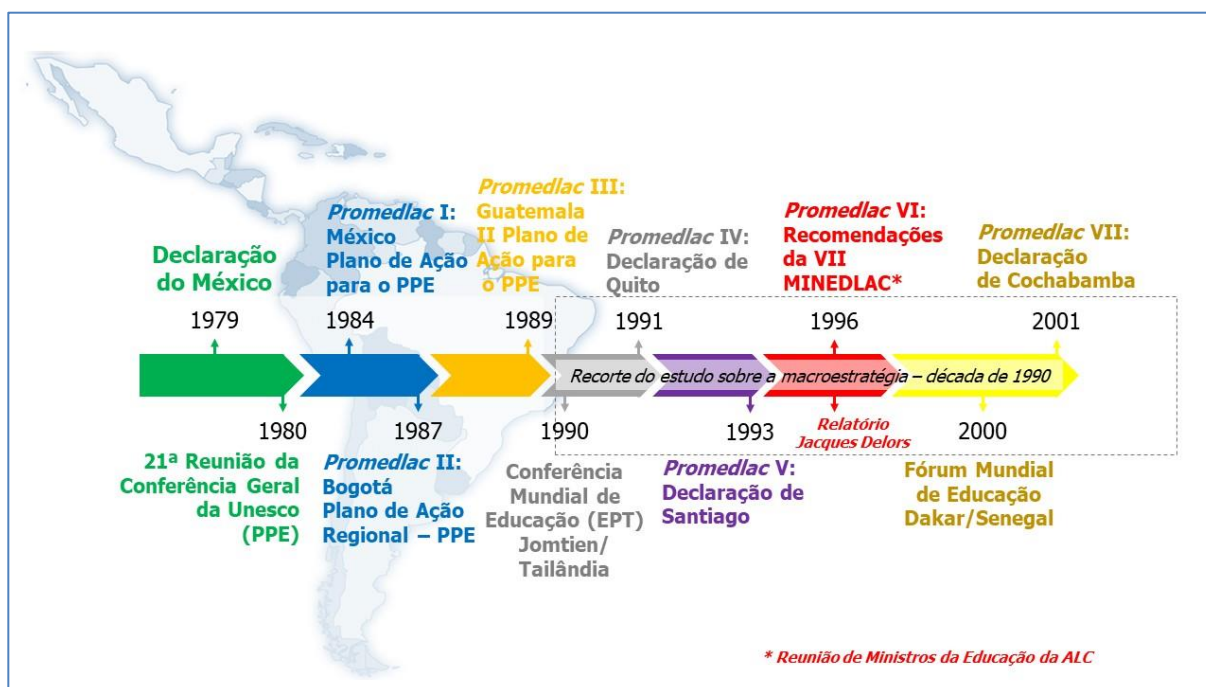 Declaração
do México
1979
1980
21ª Reunião da
Conferência Geral
da Unesco
(PPE)
Promedlac I:
México
Plano de Ação
para o PPE
1984
1987
Promedlac II:
Bogotá
Plano de Ação
Regional – PPE
Promedlac III:
Guatemala
II Plano de
Ação para
o PPE
1989
1990
Conferência
Mundial de
Educação (EPT)
Jomtien/
Tailândia
Promedlac IV:
Declaração de
Quito
1991
Recorte do estudo sobre a macroestratégia – década de 1990
1993
Promedlac V:
Declaração de
Santiago
Promedlac VI:
Recomendações
da VII
MINEDLAC*
1996
Relatório
Jacques Delors
2000
Fórum Mundial
de Educação
Dakar/Senegal
Promedlac VII:
Declaração
de Cochabamba
2001
* Reunião de Ministros da Educação da ALC